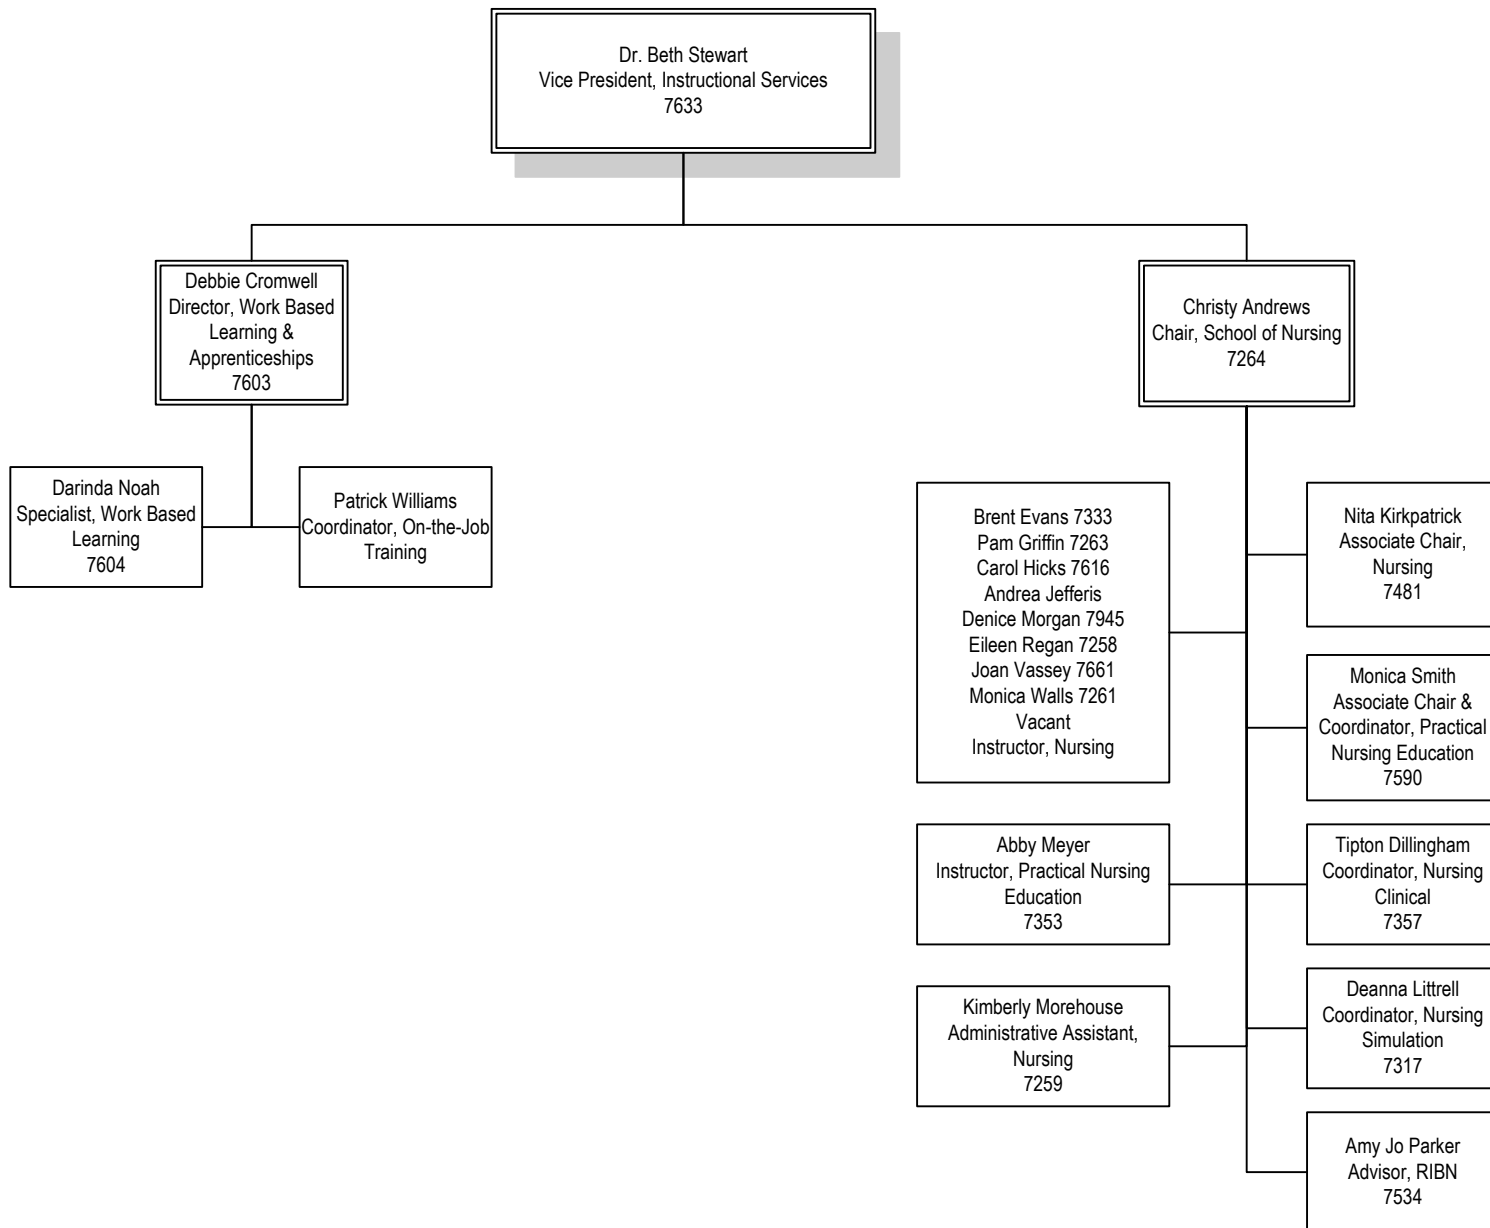 Dr. Beth Stewart
Vice President, Instructional Services
7633
Debbie Cromwell
Director, Work Based
Learning &
Apprenticeships
7603
Christy Andrews
Chair, School of Nursing
7264
Darinda Noah
Specialist, Work Based
Learning
7604
Patrick Williams
Coordinator, On-the-Job
Training
Brent Evans 7333
Pam Griffin 7263
Carol Hicks 7616
Andrea Jefferis
Denice Morgan 7945
Eileen Regan 7258
Joan Vassey 7661
Monica Walls 7261
Vacant
Instructor, Nursing
Nita Kirkpatrick
Associate Chair,
Nursing
7481
Monica Smith
Associate Chair &
Coordinator, Practical
Nursing Education
7590
Abby Meyer
Instructor, Practical Nursing
Education
7353
Tipton Dillingham
Coordinator, Nursing
Clinical
7357
Kimberly Morehouse
Administrative Assistant,
Nursing
7259
Deanna Littrell
Coordinator, Nursing
Simulation
7317
Amy Jo Parker
Advisor, RIBN
7534